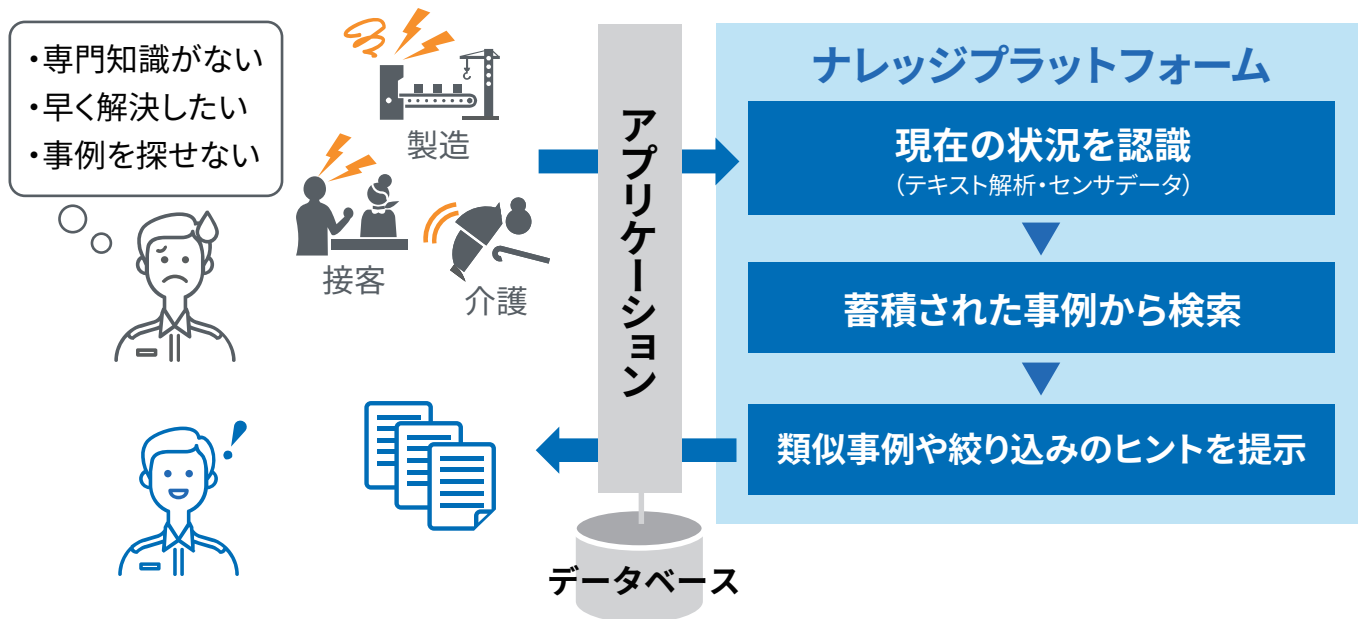 ・専門知識がない
・早く解決したい
・事例を探せない
製造
接客
介護
アプリケーション
データベース
ナレッジプラットフォーム
現在の状況を認識
（テキスト解析・センサデータ）
蓄積された事例から検索
類似事例や絞り込みのヒントを提示